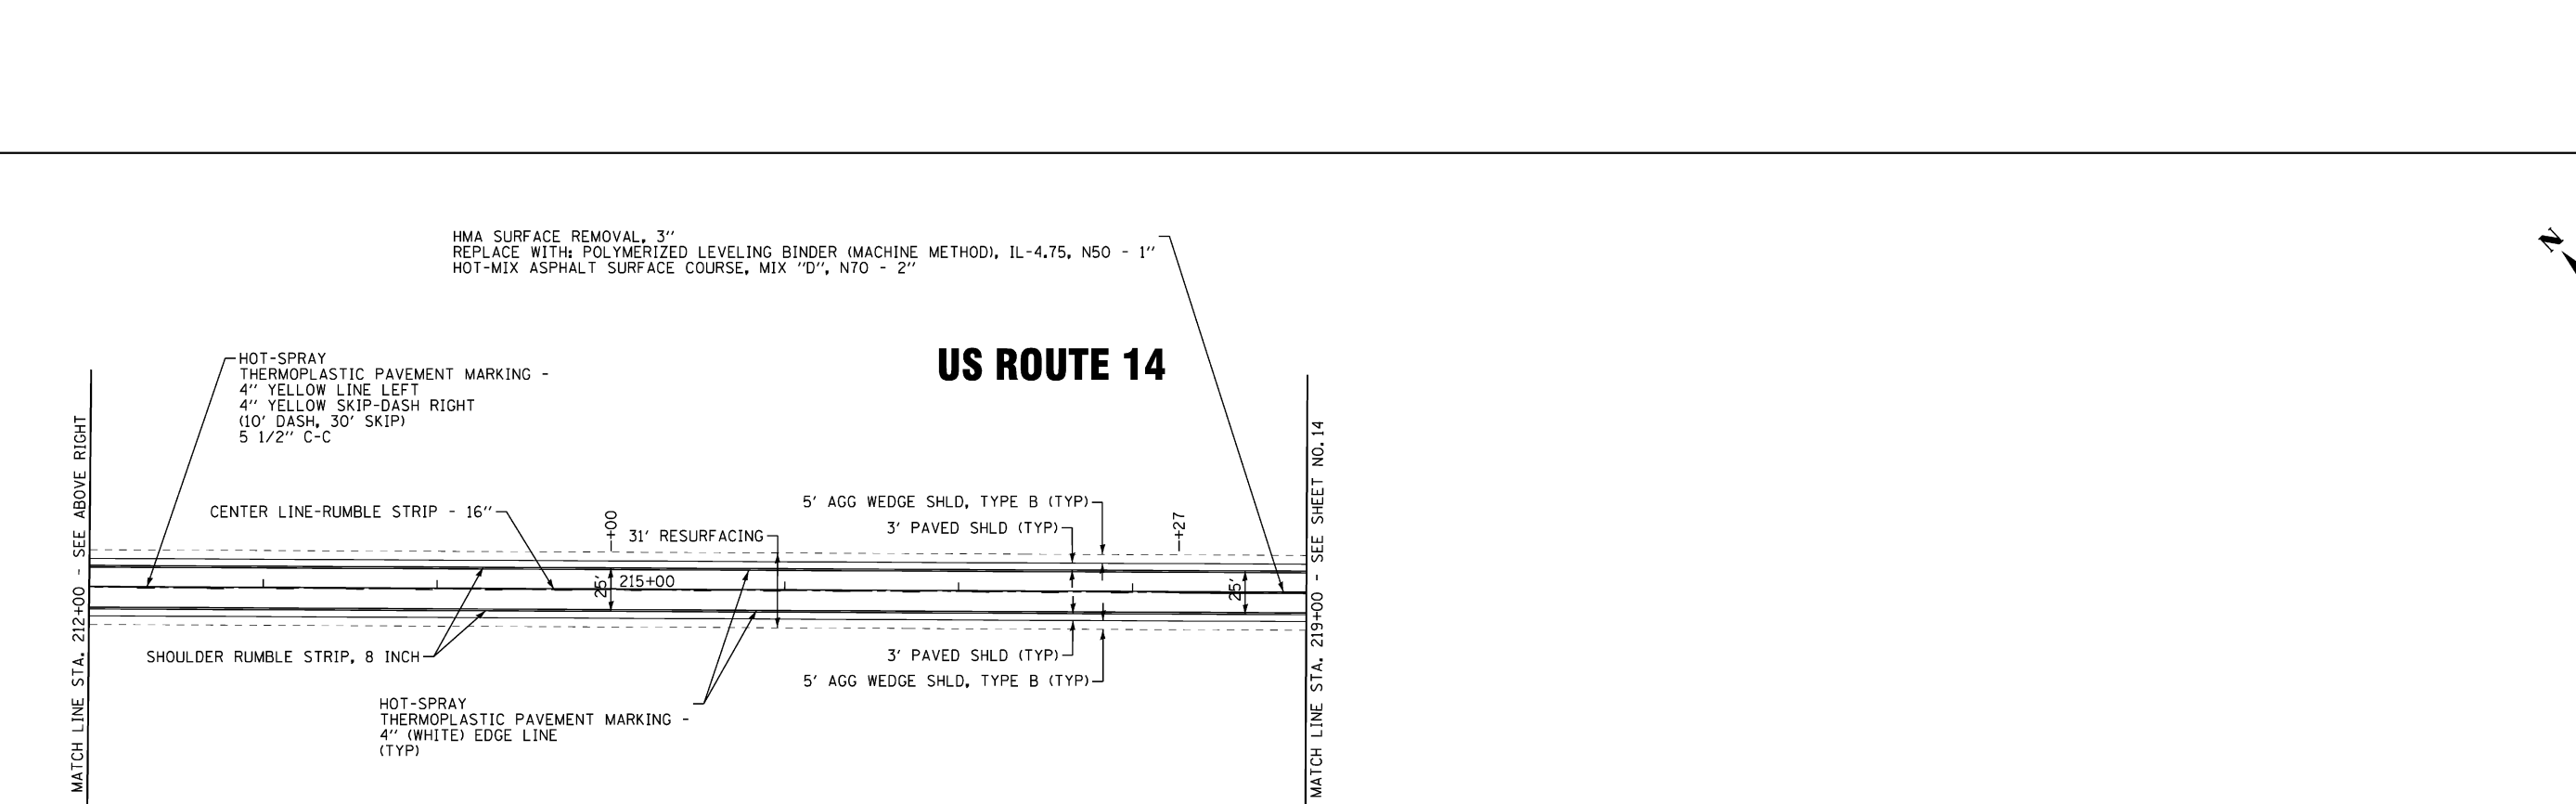 HMA SURFACE REMOVAL, 3"
REPLACE WITH: POLYMERIZED LEVELING BINDER (MACHINE METHOD), IL-4.75, N50 - 1"
HOT-MIX ASPHALT SURFACE COURSE, MIX "D", N70 - 2"
N
US ROUTE 14
HOT-SPRAY
THERMOPLASTIC PAVEMENT MARKING -
4" YELLOW LINE LEFT
4" YELLOW SKIP-DASH RIGHT
(10' DASH, 30' SKIP)
5 1/2" C-C
MATCH LINE STA. 212+00 - SEE ABOVE RIGHT
CENTER LINE-RUMBLE STRIP - 16"
+00
31' RESURFACING
5' AGG WEDGE SHLD, TYPE B (TYP)
3' PAVED SHLD (TYP)
+27
25'
215+00
25'
MATCH LINE STA. 219+00 - SEE SHEET NO. 14
SHOULDER RUMBLE STRIP, 8 INCH
3' PAVED SHLD (TYP)
5' AGG WEDGE SHLD, TYPE B (TYP)
HOT-SPRAY
THERMOPLASTIC PAVEMENT MARKING -
4" (WHITE) EDGE LINE
(TYP)